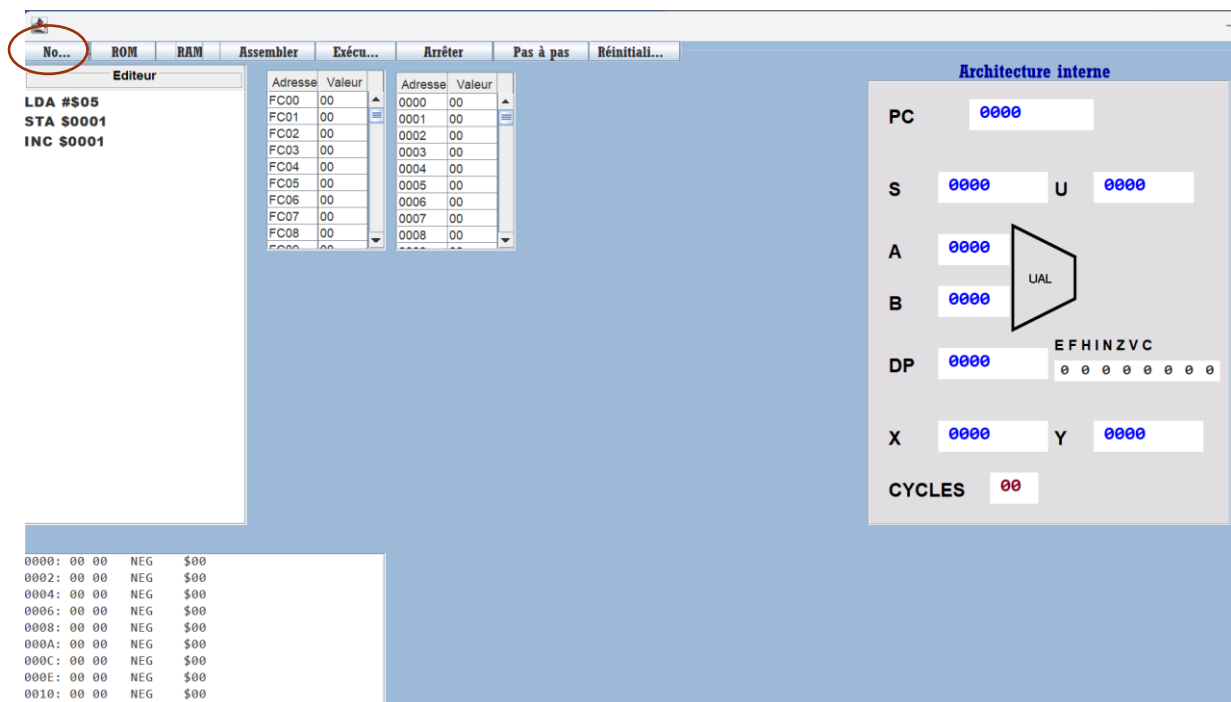 No... ROM RAM Assembler Exécu... Arrêter Pas à pas Réinitiali...
Editeur
LDA #$05
STA $0001
INC $0001
Adresse Valeur
FC00 00
FC01 00
FC02 00
FC03 00
FC04 00
FC05 00
FC06 00
FC07 00
FC08 00
Adresse Valeur
0000 00
0001 00
0002 00
0003 00
0004 00
0005 00
0006 00
0007 00
0008 00
Architecture interne
PC 0000
S 0000 U 0000
A 0000
UAL
B 0000
E F H I N Z V C
DP 0000 0 0 0 0 0 0 0 0
X 0000 Y 0000
CYCLES 00
0000: 00 00 NEG $00
0002: 00 00 NEG $00
0004: 00 00 NEG $00
0006: 00 00 NEG $00
0008: 00 00 NEG $00
000A: 00 00 NEG $00
000C: 00 00 NEG $00
000E: 00 00 NEG $00
0010: 00 00 NEG $00